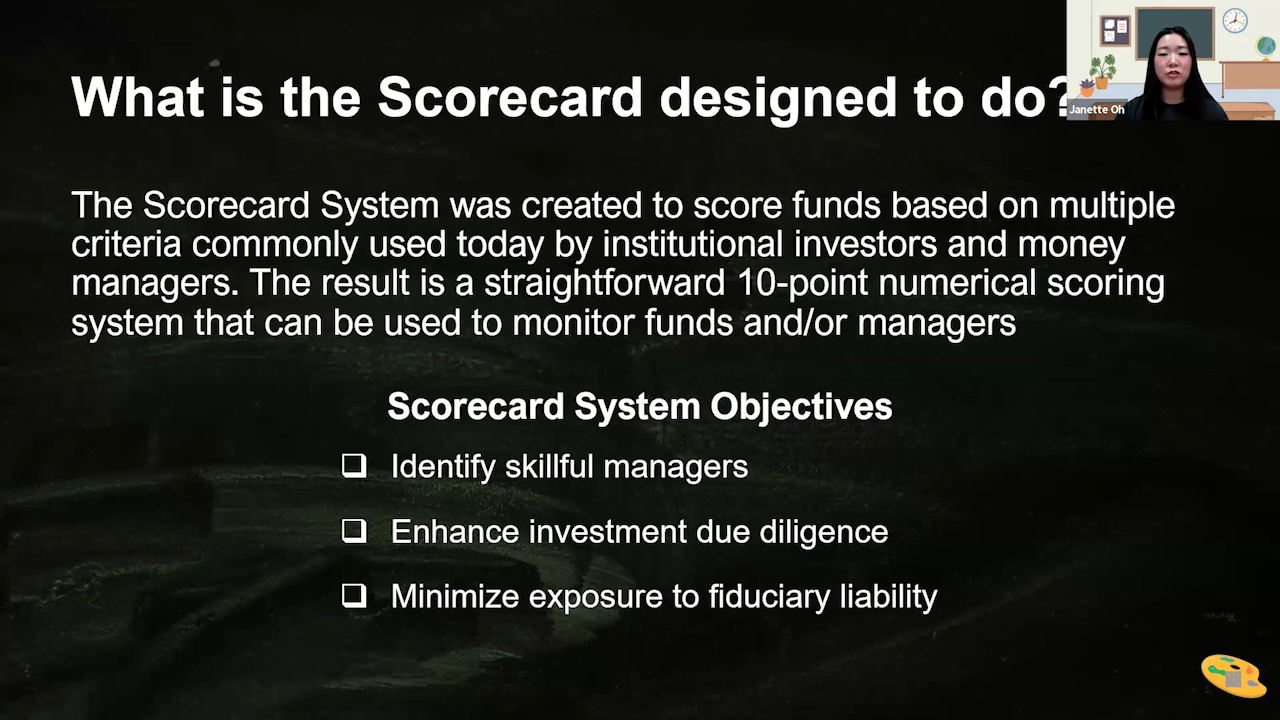 What is the Scorecard designed to do?
Janette Oh
The Scorecard System was created to score funds based on multiple
criteria commonly used today by institutional investors and money
managers. The result is a straightforward 10-point numerical scoring
system that can be used to monitor funds and/or managers
Scorecard System Objectives
Identify skillful managers
Enhance investment due diligence
Minimize exposure to fiduciary liability